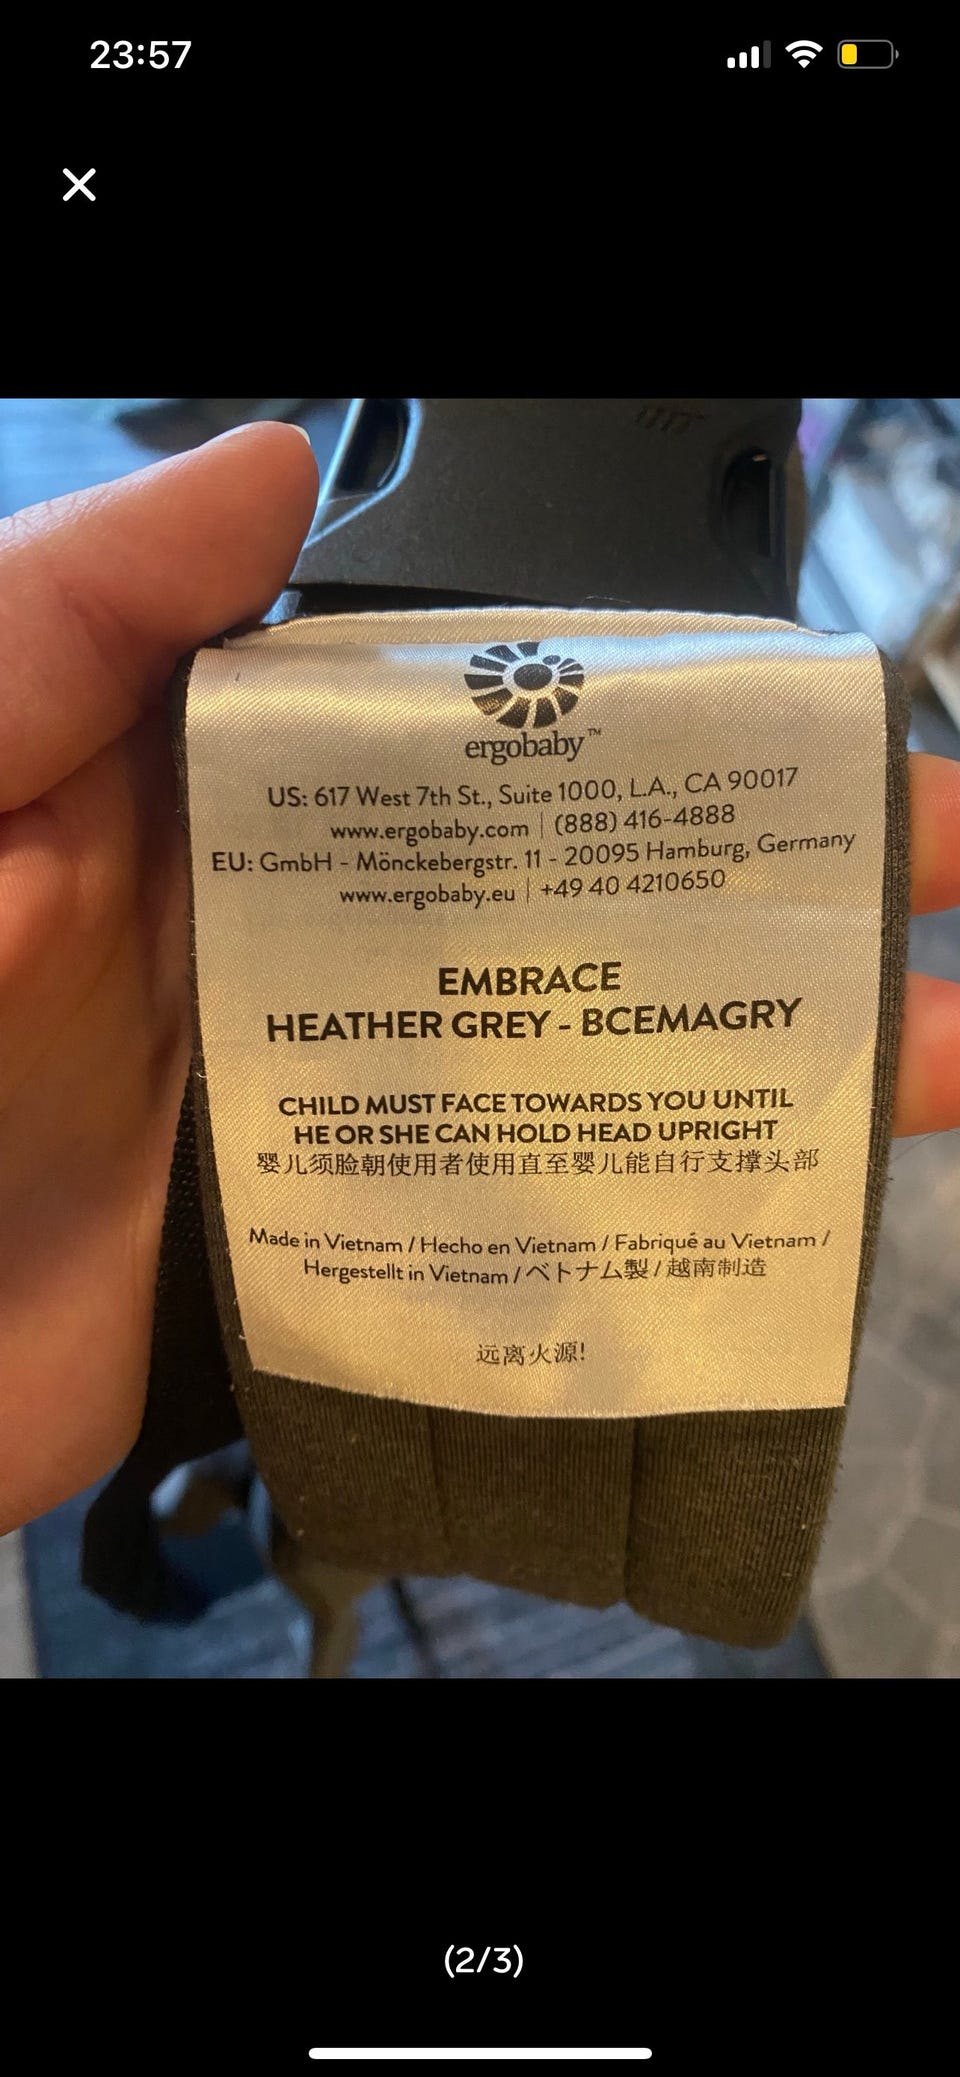 23:57
ergobaby™
US: 617 West 7th St., Suite 1000, L.A., CA 90017
www.ergobaby.com | (888) 416-4888
EU: GmbH - Mönckebergstr. 11 - 20095 Hamburg, Germany
www.ergobaby.eu | +49 40 4210650
EMBRACE
HEATHER GREY - BCEMAGRY
CHILD MUST FACE TOWARDS YOU UNTIL
HE OR SHE CAN HOLD HEAD UPRIGHT
婴儿须脸朝使用者使用直至婴儿能自行支撑头部
Made in Vietnam / Hecho en Vietnam / Fabriqué au Vietnam /
Hergestellt in Vietnam / ベトナム製 / 越南制造
远离火源!
(2/3)